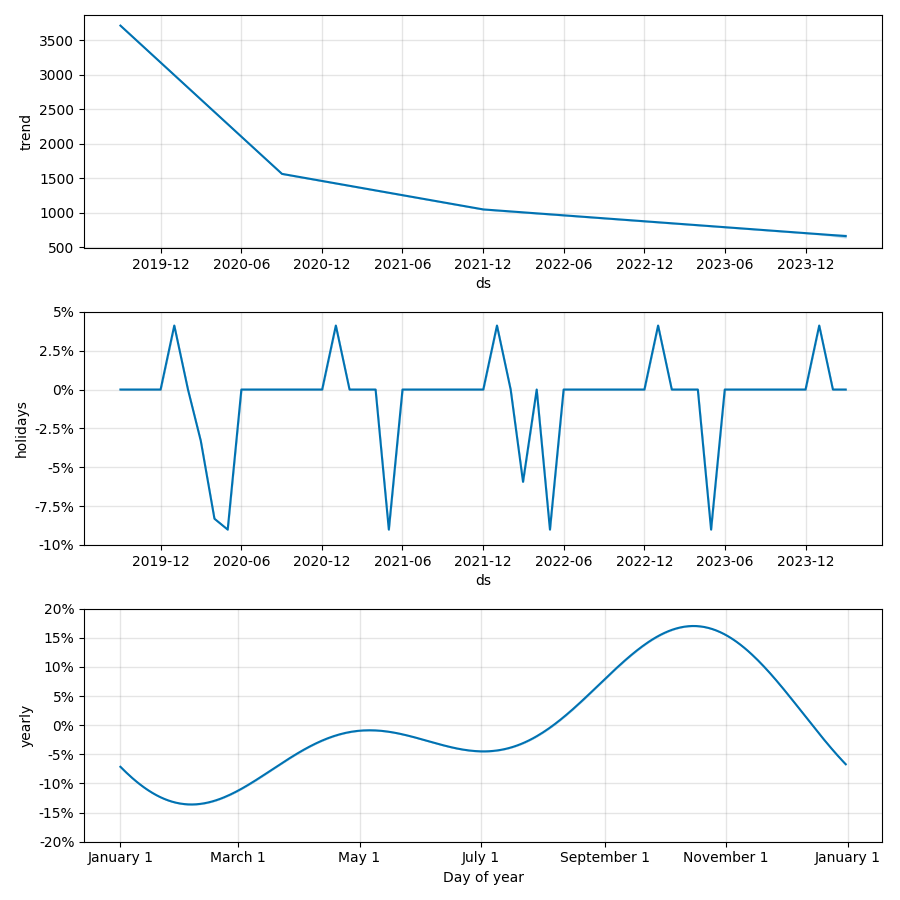 3500
3000
2500
2000
1500
1000
500
trend
2019-12 2020-06 2020-12 2021-06 2021-12 2022-06 2022-12 2023-06 2023-12
ds
5%
2.5%
0%
-2.5%
-5%
-7.5%
-10%
holidays
2019-12 2020-06 2020-12 2021-06 2021-12 2022-06 2022-12 2023-06 2023-12
ds
20%
15%
10%
5%
0%
-5%
-10%
-15%
-20%
yearly
January 1 March 1 May 1 July 1 September 1 November 1 January 1
Day of year